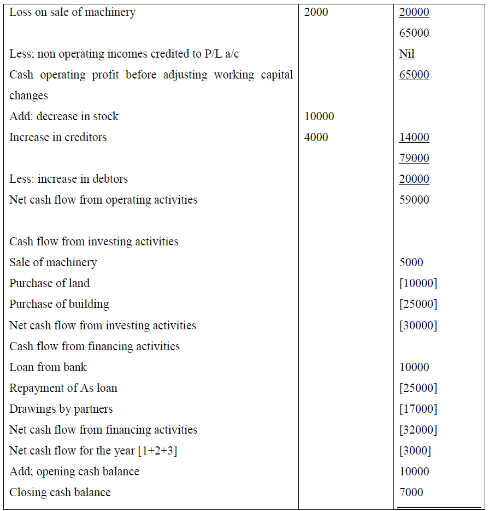 Loss on sale of machinery 2000 20000
65000
Less; non operating incomes credited to P/L a/c Nil
Cash operating profit before adjusting working capital 65000
changes
Add: decrease in stock 10000
Increase in creditors 4000 14000
79000
Less: increase in debtors 20000
Net cash flow from operating activities 59000
Cash flow from investing activities
Sale of machinery 5000
Purchase of land [10000]
Purchase of building [25000]
Net cash flow from investing activities [30000]
Cash flow from financing activities
Loan from bank 10000
Repayment of As loan [25000]
Drawings by partners [17000]
Net cash flow from financing activities [32000]
Net cash flow for the year [1+2+3] [3000]
Add; opening cash balance 10000
Closing cash balance 7000